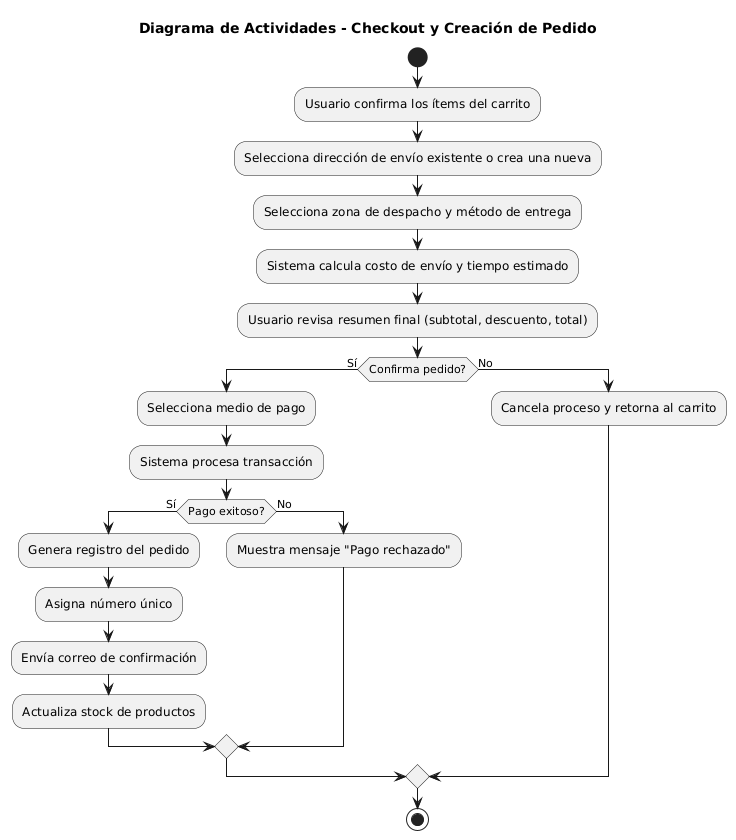 Diagrama de Actividades - Checkout y Creación de Pedido
Usuario confirma los ítems del carrito
Selecciona dirección de envío existente o crea una nueva
Selecciona zona de despacho y método de entrega
Sistema calcula costo de envío y tiempo estimado
Usuario revisa resumen final (subtotal, descuento, total)
Sí
Confirma pedido?
No
Selecciona medio de pago
Cancela proceso y retorna al carrito
Sistema procesa transacción
Sí
Pago exitoso?
No
Genera registro del pedido
Muestra mensaje "Pago rechazado"
Asigna número único
Envía correo de confirmación
Actualiza stock de productos